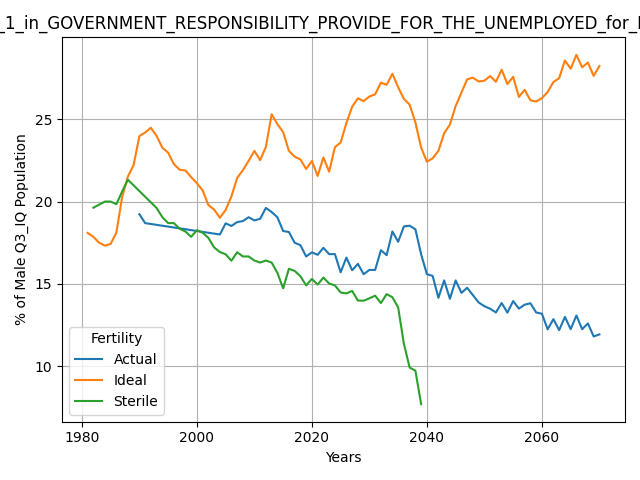 _1_in_GOVERNMENT_RESPONSIBILITY_PROVIDE_FOR_THE_UNEMPLOYED_for_
% of Male Q3_IQ Population
25
20
15
10
Fertility
Actual
Ideal
Sterile
1980 2000 2020 2040 2060
Years